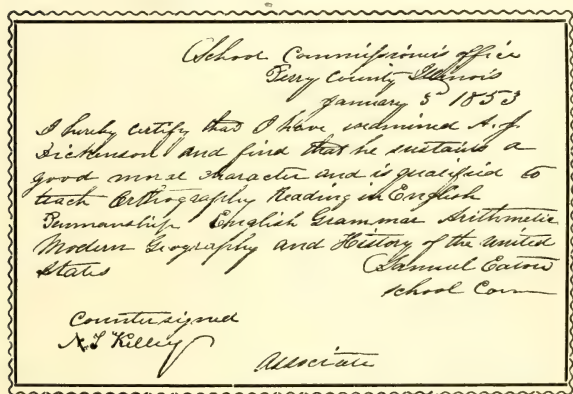 School Commissioner's office
Perry County Illinois
January 3d 1853
I hereby certify that I have examined A. J.
Dickenson and find that he sustains a
good moral character and is qualified to
teach Orthography Reading in English
Penmanship English Grammar Arithmetic
Modern Geography and History of the united
States Samuel Eaton
School Com
Countersigned
Associate